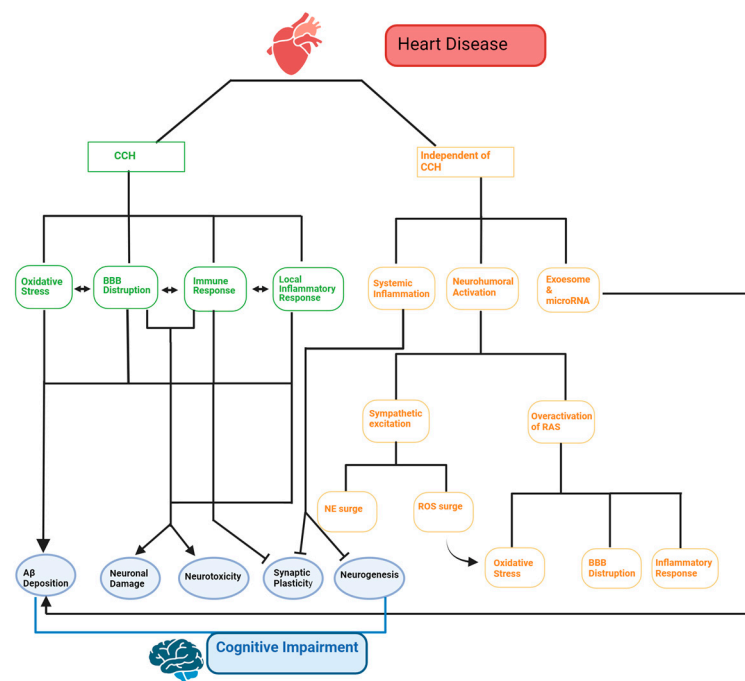 Heart Disease
CCH
Independent of
CCH
Oxidative
Stress
BBB
Distruption
Immune
Response
Local
Inflammatory
Response
Systemic
Inflammation
Neurohumoral
Activation
Exoesome
&
microRNA
Sympathetic
excitation
Overactivation
of RAS
NE surge
ROS surge
Oxidative
Stress
BBB
Distruption
Inflammatory
Response
Aβ
Deposition
Neuronal
Damage
Neurotoxicity
Synaptic
Plasticity
Neurogenesis
Cognitive Impairment